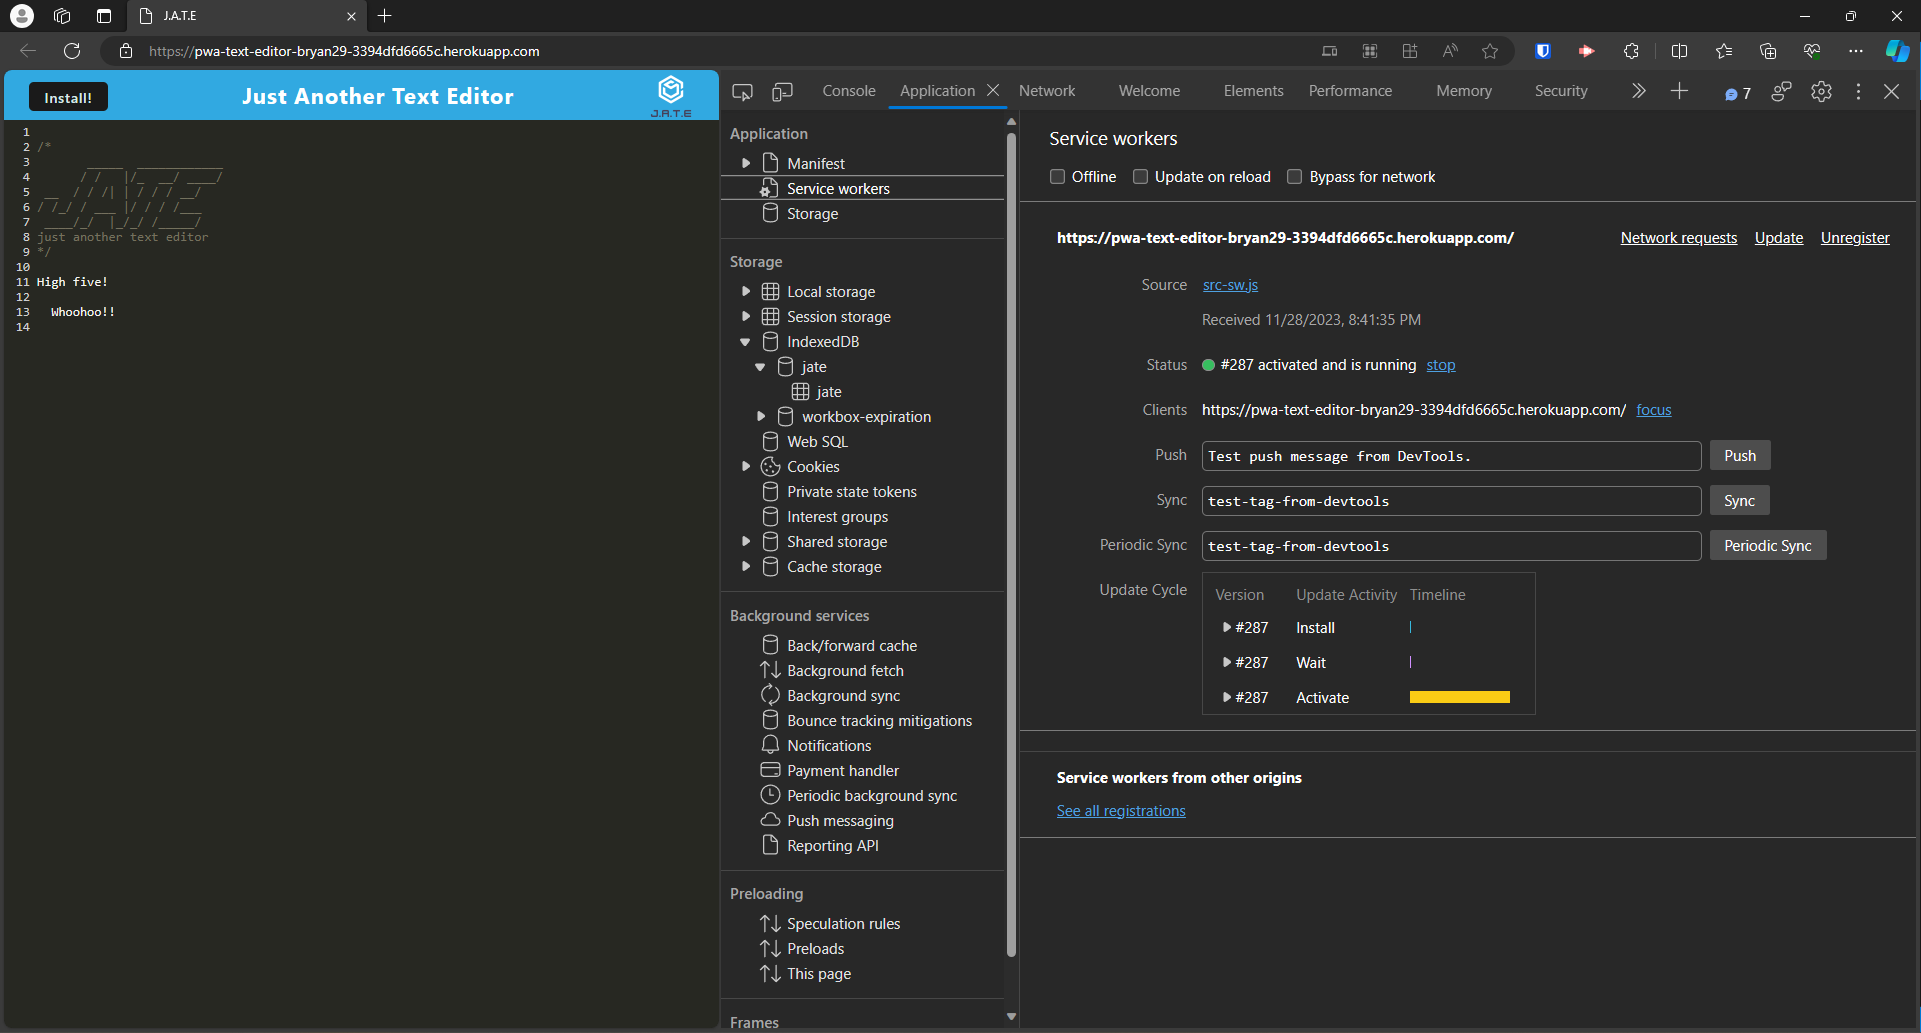 J.A.T.E
https://pwa-text-editor-bryan29-3394dfd6665c.herokuapp.com
Install!
Just Another Text Editor
J.A.T.E
1
2 /*
3      _____  ____________
4      / /   |/_  __/ ____/
5 __  / / /| | / / / __/
6 / /_/ / ___ |/ / / /___
7 ____/_/  |_/_/ /_____/
8 just another text editor
9 */
10
11 High five!
12
13   Whoohoo!!
14
Console Application Network Welcome Elements Performance Memory Security 7
Application
Manifest
Service workers
Storage
Storage
Local storage
Session storage
IndexedDB
jate
jate
workbox-expiration
Web SQL
Cookies
Private state tokens
Interest groups
Shared storage
Cache storage
Background services
Back/forward cache
Background fetch
Background sync
Bounce tracking mitigations
Notifications
Payment handler
Periodic background sync
Push messaging
Reporting API
Preloading
Speculation rules
Preloads
This page
Frames
Service workers
Offline Update on reload Bypass for network
https://pwa-text-editor-bryan29-3394dfd6665c.herokuapp.com/ Network requests Update Unregister
Source src-sw.js
Received 11/28/2023, 8:41:35 PM
Status #287 activated and is running stop
Clients https://pwa-text-editor-bryan29-3394dfd6665c.herokuapp.com/ focus
Push Test push message from DevTools. Push
Sync test-tag-from-devtools Sync
Periodic Sync test-tag-from-devtools Periodic Sync
Update Cycle Version Update Activity Timeline
#287 Install
#287 Wait
#287 Activate
Service workers from other origins
See all registrations